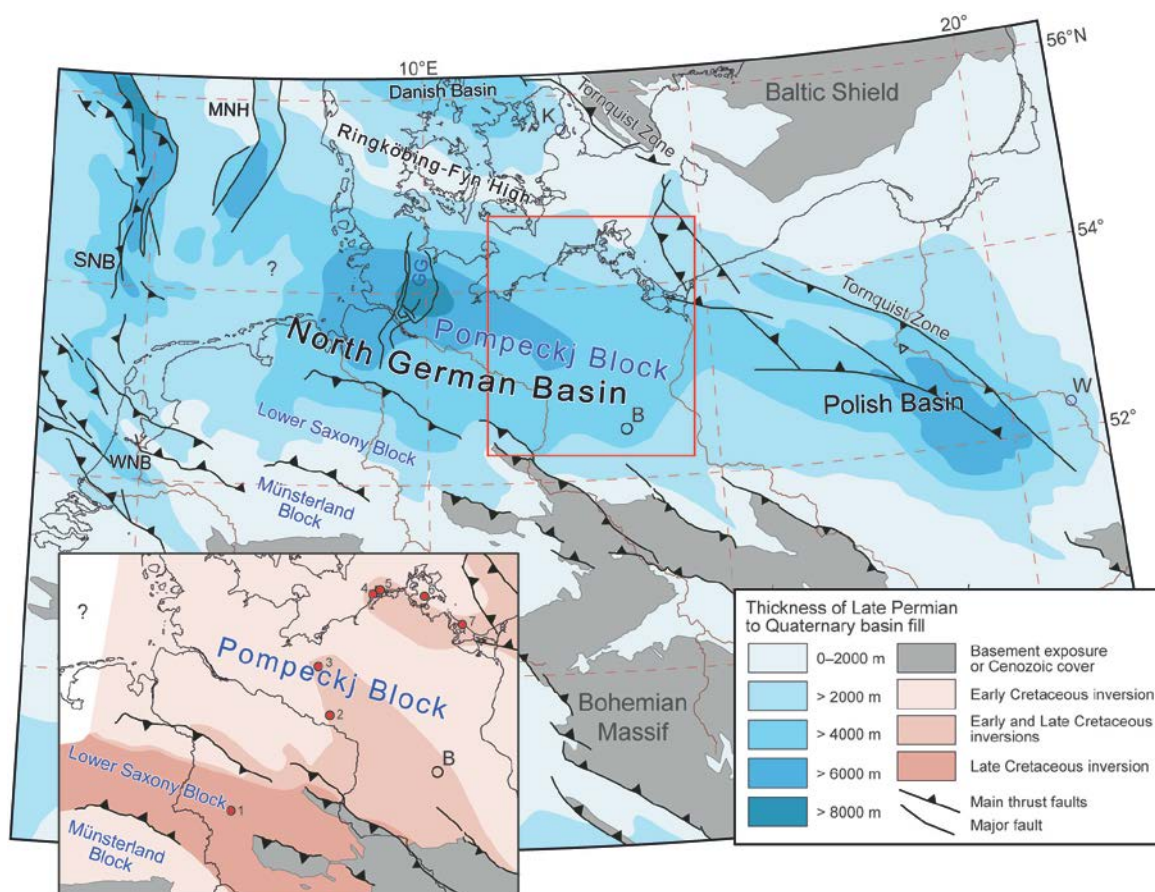 10°E
20°
56°N
Danish Basin
MNH
K
Tornquist Zone
Baltic Shield
Ringköbing-Fyn High
54°
SNB
?
GG
Tornquist Zone
Pompeckj Block
North German Basin
Polish Basin
W
B
52°
Lower Saxony Block
WNB
Münsterland
Block
Bohemian
Massif
?
4
5
7
Pompeckj Block
3
2
B
Lower Saxony Block
1
Münsterland
Block
Thickness of Late Permian
to Quaternary basin fill
0–2000 m
> 2000 m
> 4000 m
> 6000 m
> 8000 m
Basement exposure
or Cenozoic cover
Early Cretaceous inversion
Early and Late Cretaceous
inversions
Late Cretaceous inversion
Main thrust faults
Major fault